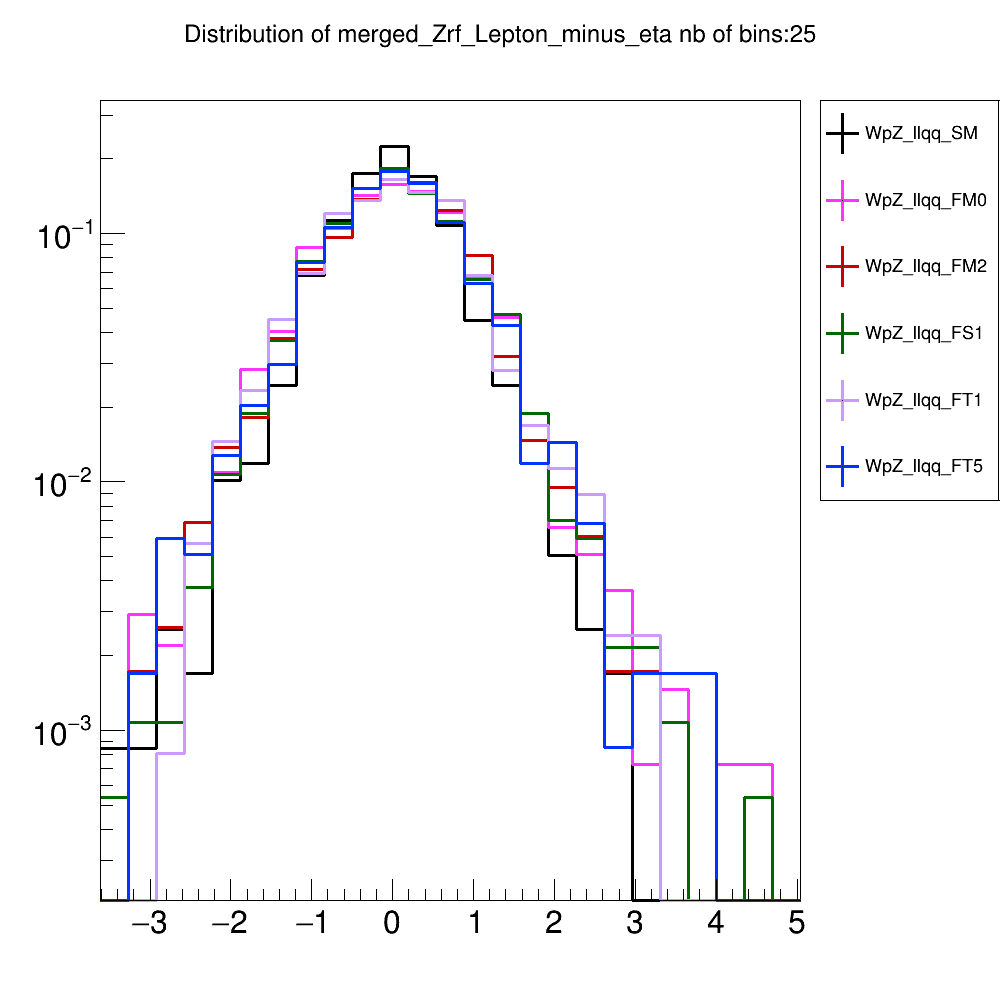 Distribution of merged_Zrf_Lepton_minus_eta nb of bins:25
WpZ_llqq_SM
WpZ_llqq_FM0
WpZ_llqq_FM2
WpZ_llqq_FS1
WpZ_llqq_FT1
WpZ_llqq_FT5
10−1
10−2
10−3
−3 −2 −1 0 1 2 3 4 5